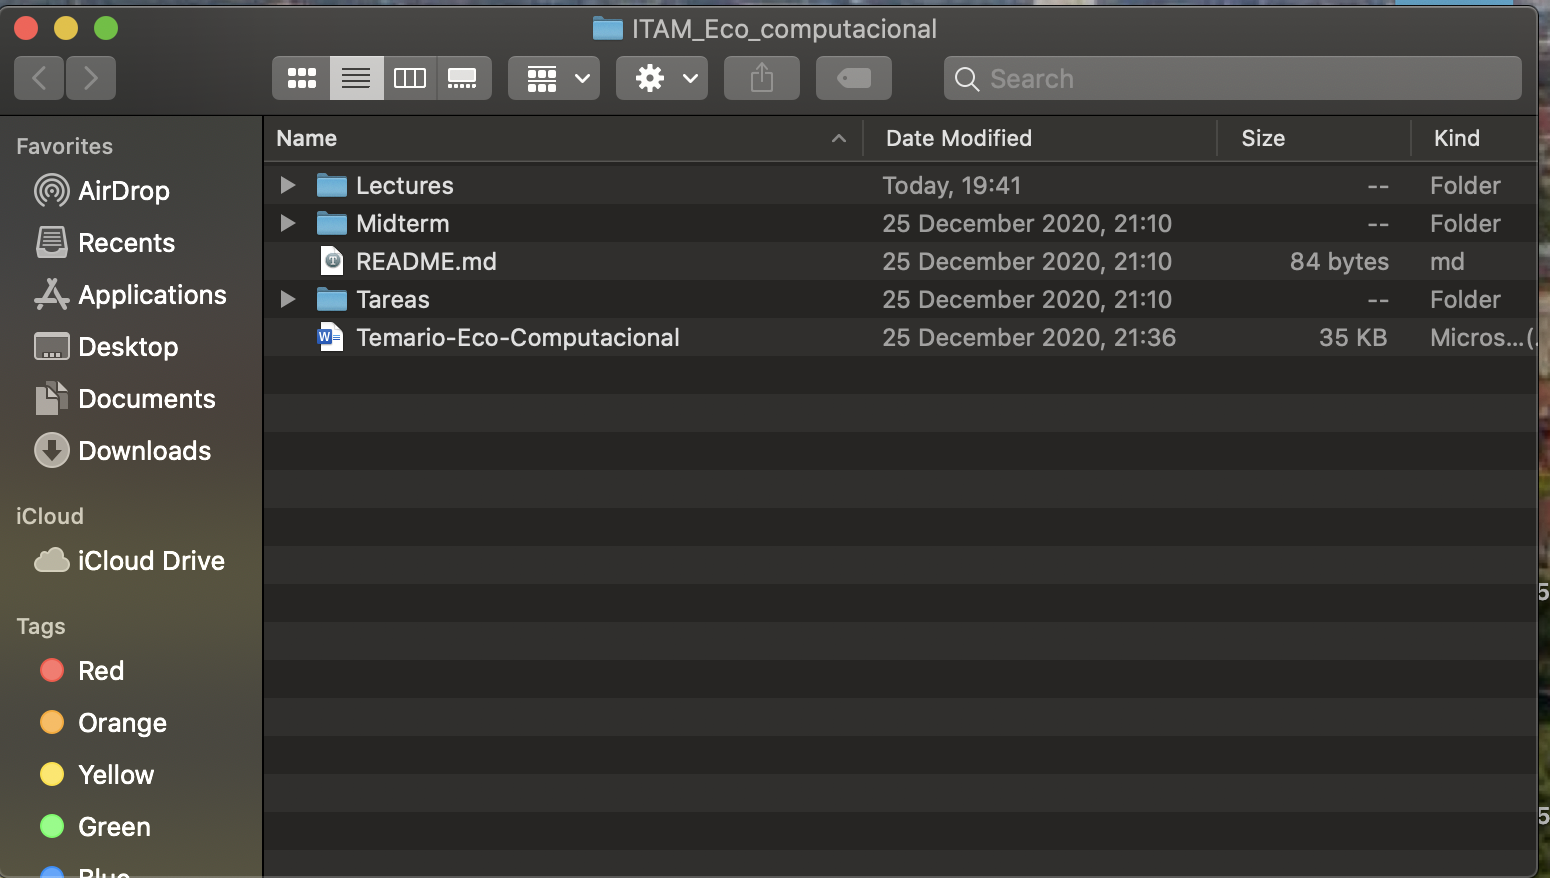 ITAM_Eco_computacional
Search
Favorites
AirDrop
Recents
Applications
Desktop
Documents
Downloads
iCloud
iCloud Drive
Tags
Red
Orange
Yellow
Green
Blue
Name Date Modified Size Kind
Lectures Today, 19:41 -- Folder
Midterm 25 December 2020, 21:10 -- Folder
README.md 25 December 2020, 21:10 84 bytes md
Tareas 25 December 2020, 21:10 -- Folder
Temario-Eco-Computacional 25 December 2020, 21:36 35 KB Micros...(.
5
5